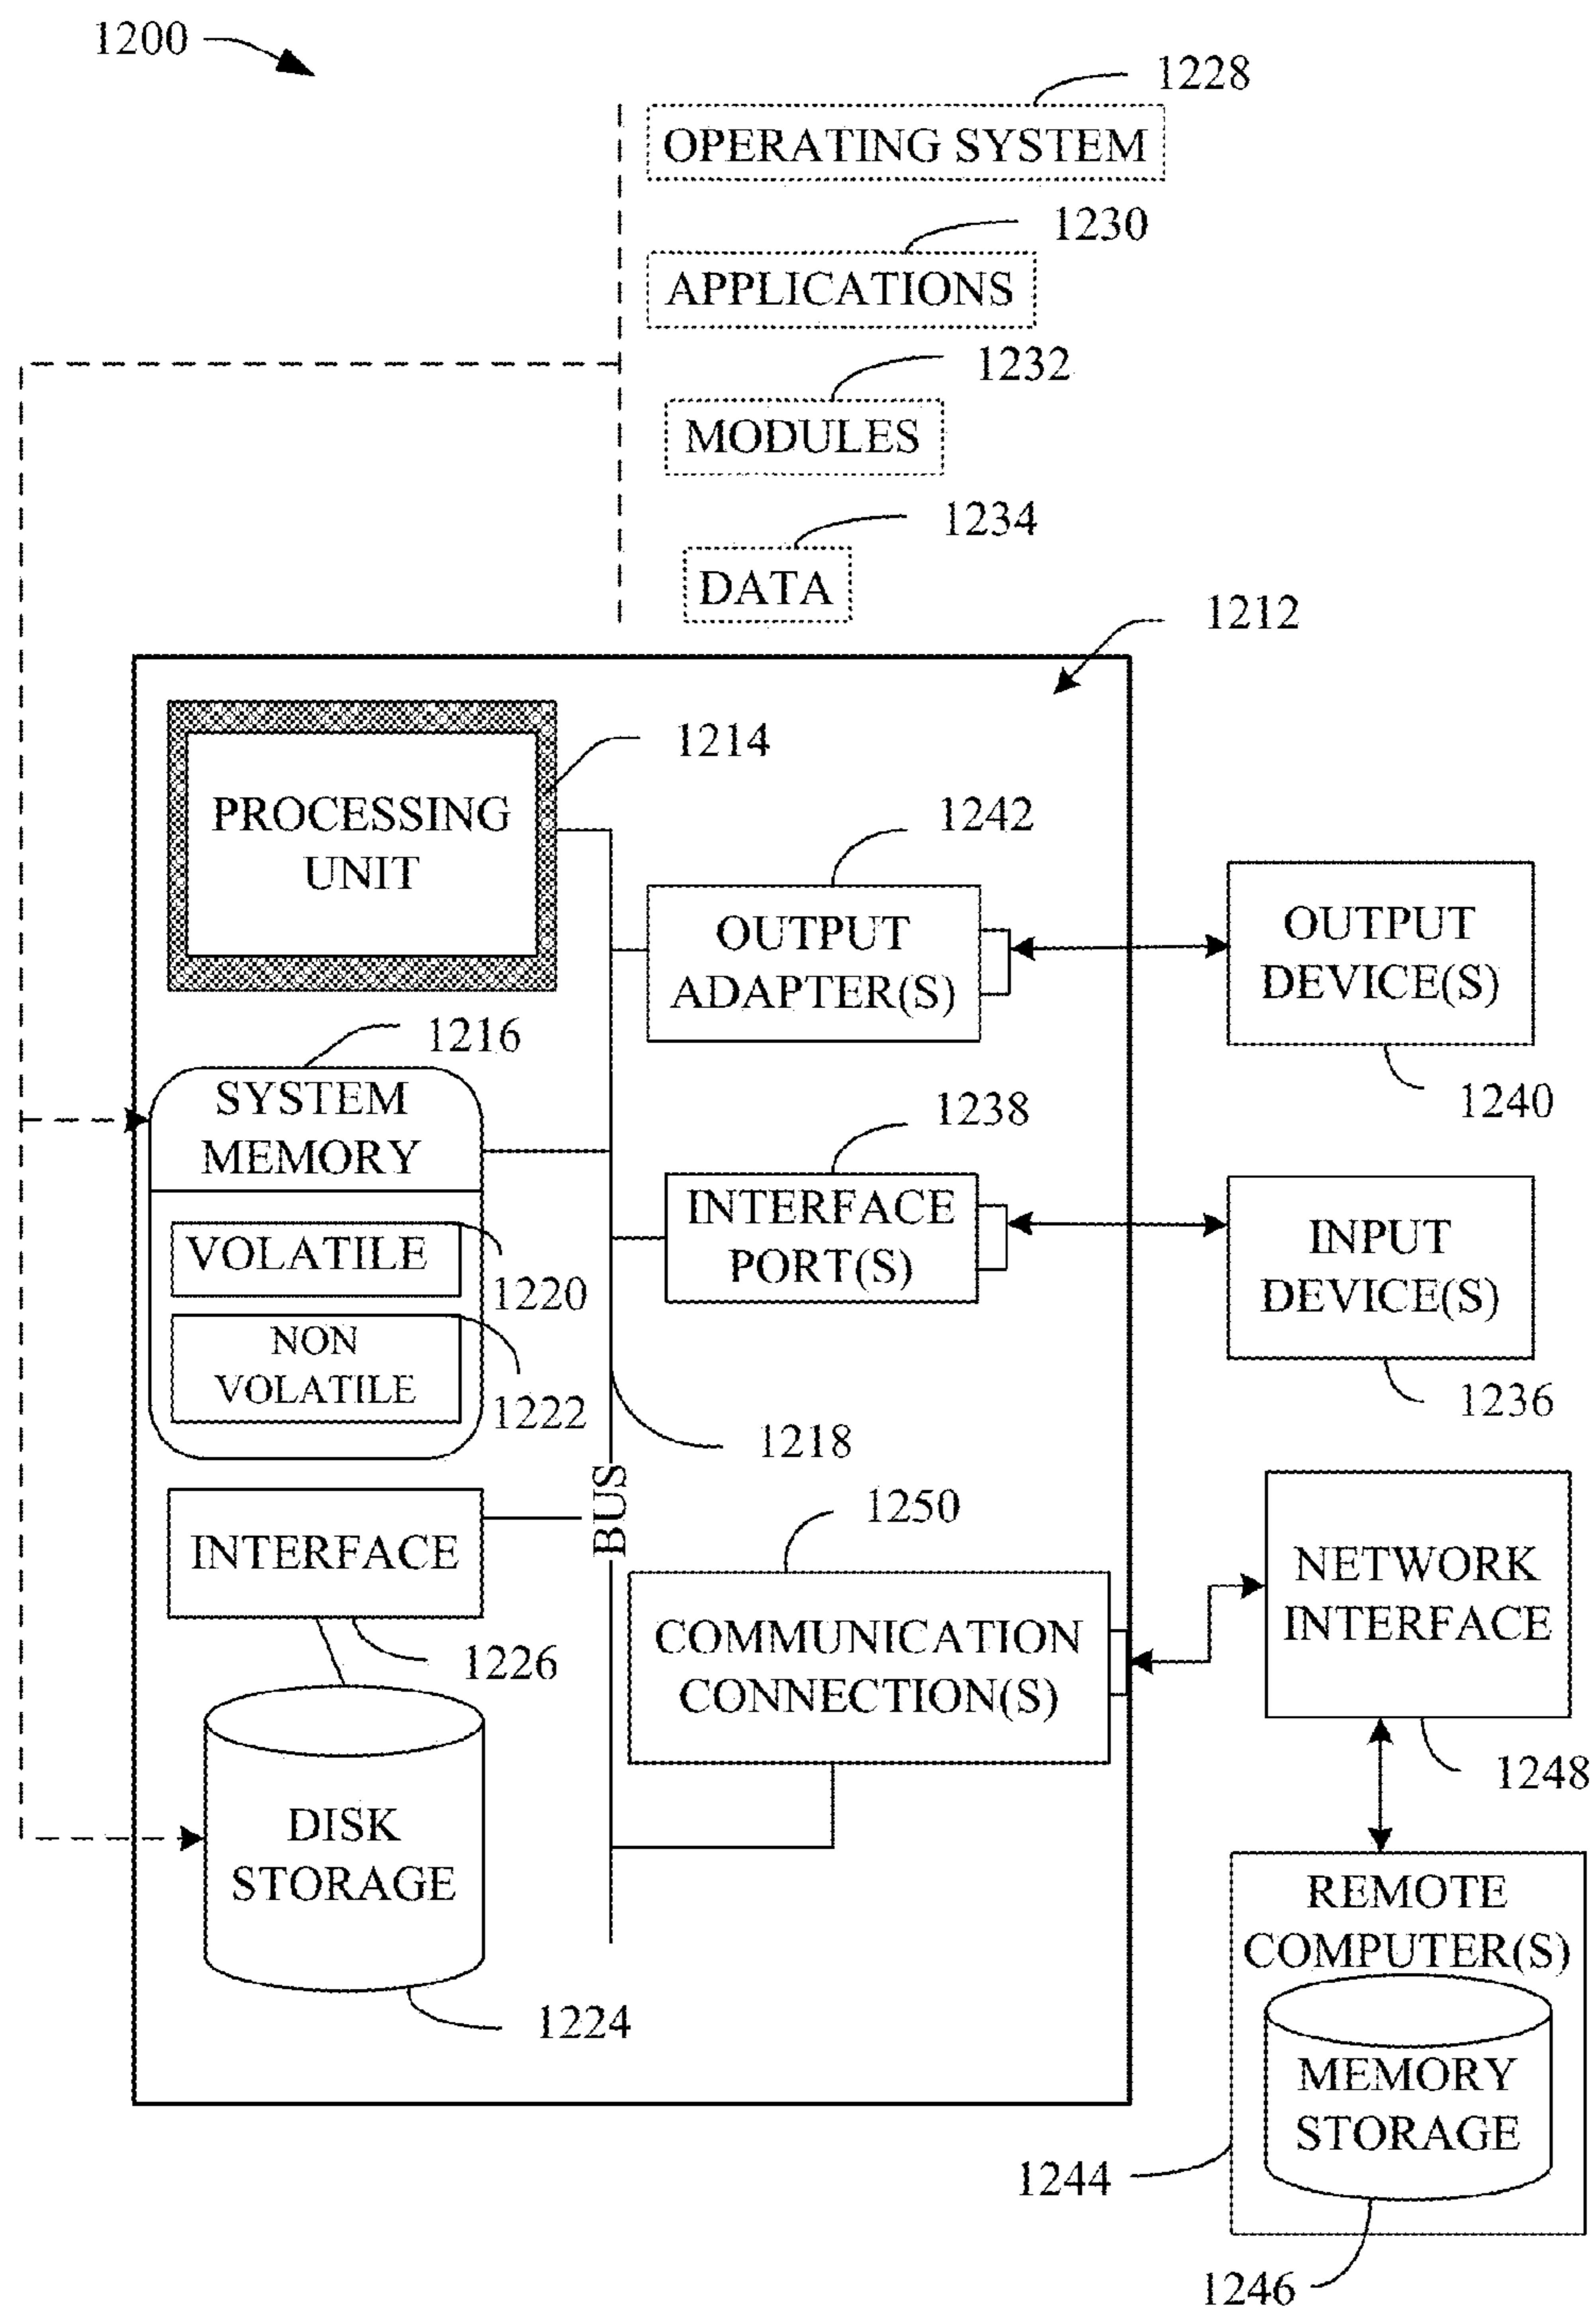 1200
1228
OPERATING SYSTEM
1230
APPLICATIONS
1232
MODULES
1234
DATA
1212
1214
PROCESSING
UNIT
1242
OUTPUT
ADAPTER(S)
OUTPUT
DEVICE(S)
1240
1216
SYSTEM
MEMORY
VOLATILE
1220
NON
VOLATILE
1222
1238
INTERFACE
PORT(S)
INPUT
DEVICE(S)
1236
1218
BUS
INTERFACE
1226
1250
COMMUNICATION
CONNECTION(S)
NETWORK
INTERFACE
1248
DISK
STORAGE
1224
REMOTE
COMPUTER(S)
MEMORY
STORAGE
1244
1246